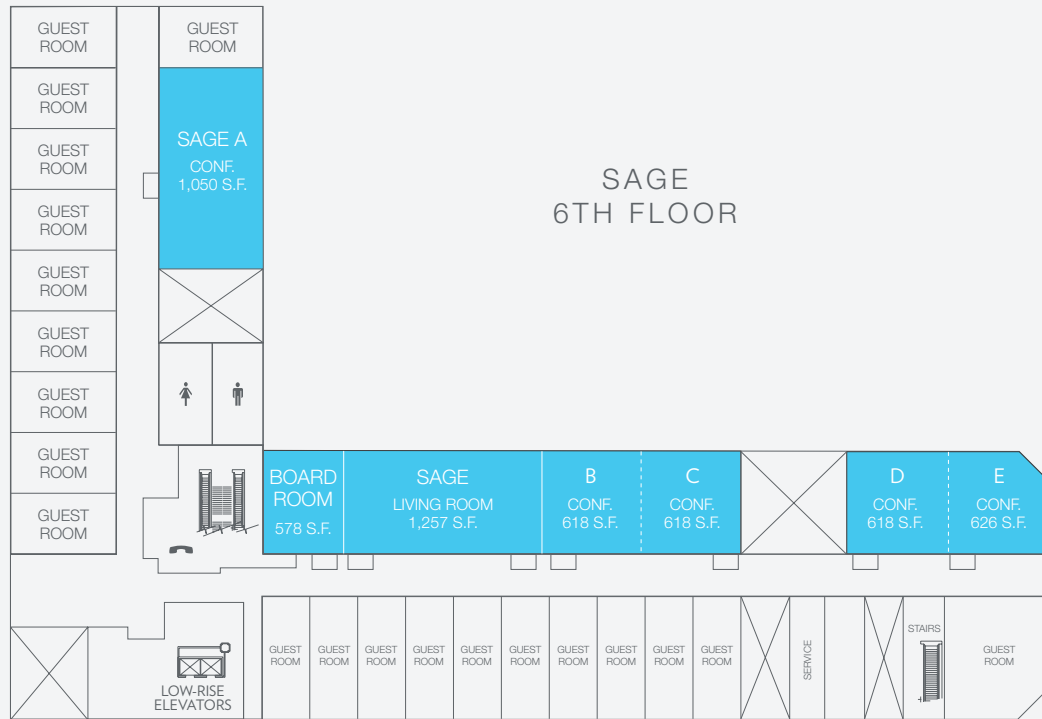 GUEST
ROOM
GUEST
ROOM
GUEST
ROOM
GUEST
ROOM
GUEST
ROOM
GUEST
ROOM
GUEST
ROOM
GUEST
ROOM
GUEST
ROOM
GUEST
ROOM
SAGE A
CONF.
1,050 S.F.
SAGE
6TH FLOOR
BOARD
ROOM
578 S.F.
SAGE
LIVING ROOM
1,257 S.F.
B
CONF.
618 S.F.
C
CONF.
618 S.F.
D
CONF.
618 S.F.
E
CONF.
626 S.F.
LOW-RISE
ELEVATORS
GUEST
ROOM
GUEST
ROOM
GUEST
ROOM
GUEST
ROOM
GUEST
ROOM
GUEST
ROOM
GUEST
ROOM
GUEST
ROOM
GUEST
ROOM
GUEST
ROOM
SERVICE
STAIRS
GUEST
ROOM